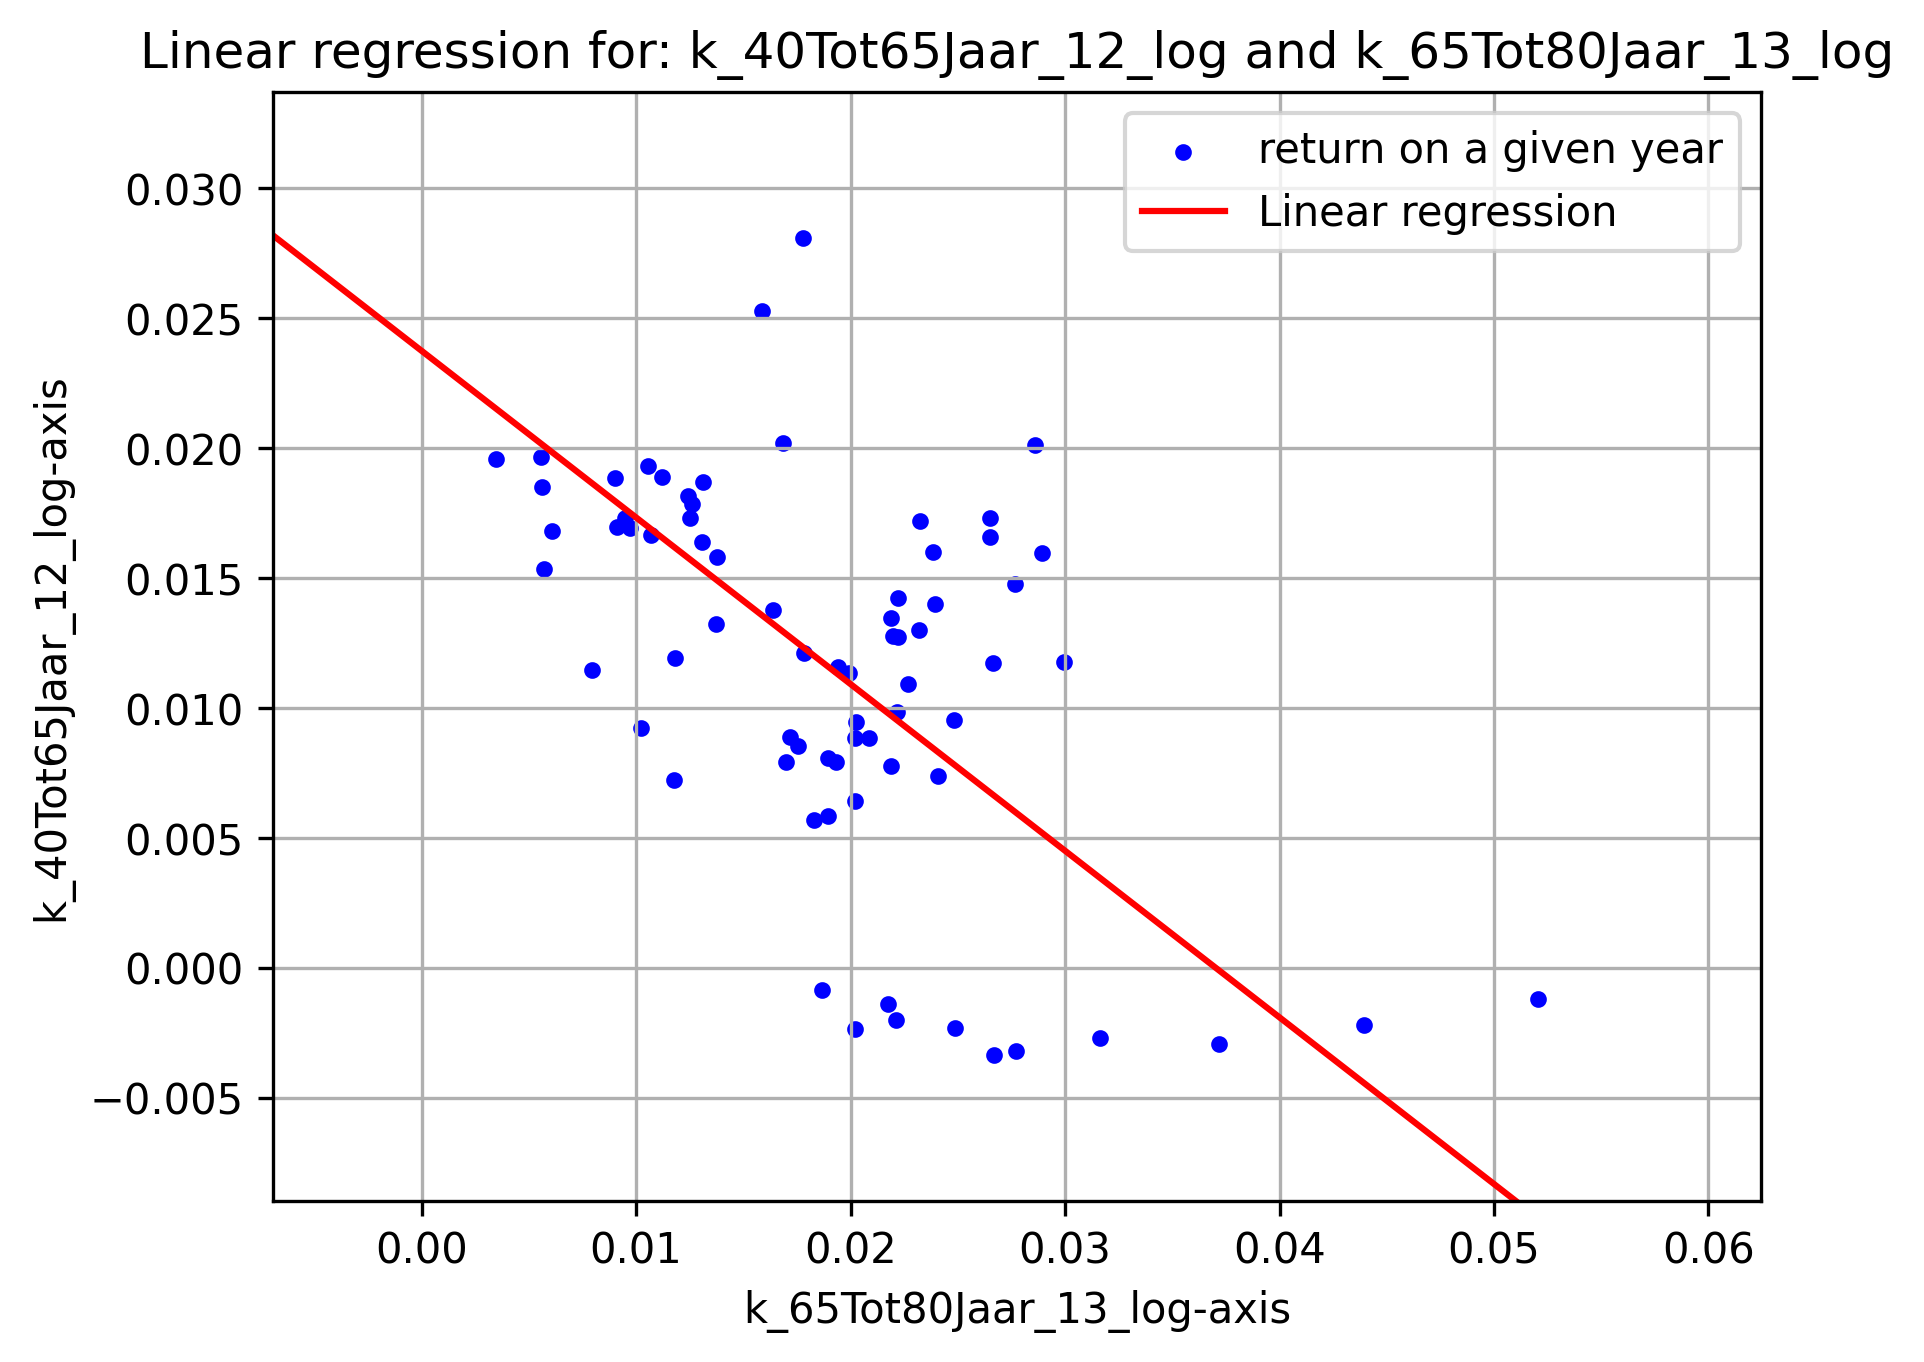 Linear regression for: k_40Tot65Jaar_12_log and k_65Tot80Jaar_13_log
return on a given year
Linear regression
0.030
0.025
0.020
0.015
0.010
0.005
0.000
−0.005
k_40Tot65Jaar_12_log-axis
0.00 0.01 0.02 0.03 0.04 0.05 0.06
k_65Tot80Jaar_13_log-axis